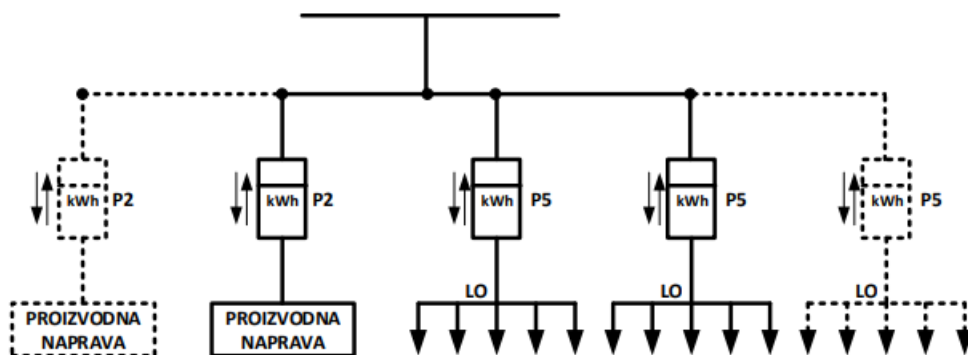 kWh P2
kWh P2
kWh P5
kWh P5
kWh P5
LO
LO
LO
PROIZVODNA
NAPRAVA
PROIZVODNA
NAPRAVA